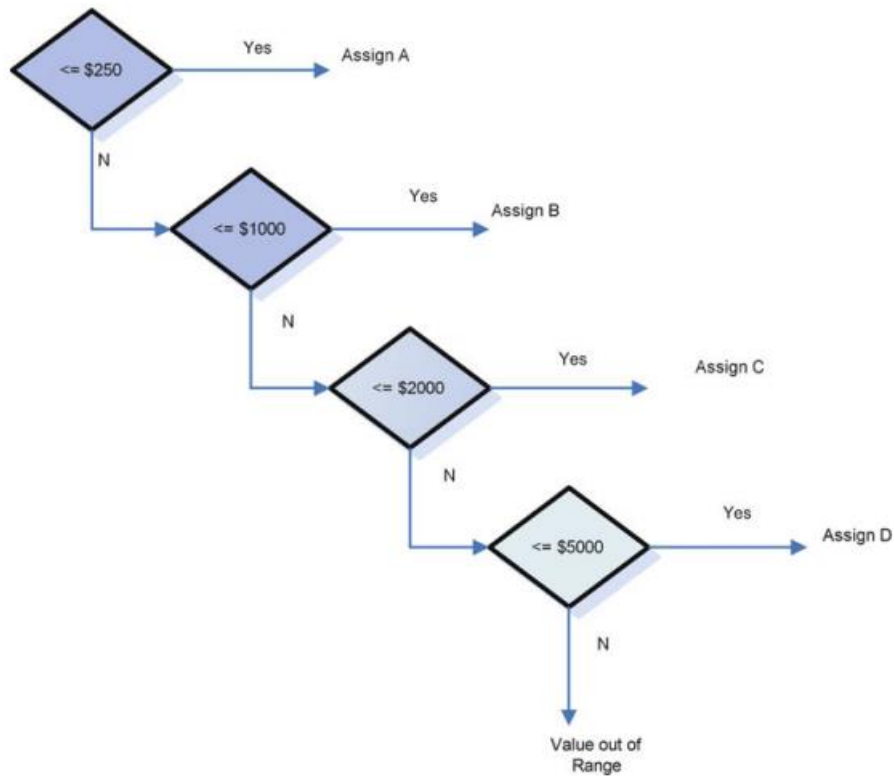 Yes
Assign A
<= $250
N
Yes
Assign B
<= $1000
N
Yes
Assign C
<= $2000
N
Yes
Assign D
<= $5000
N
Value out of
Range